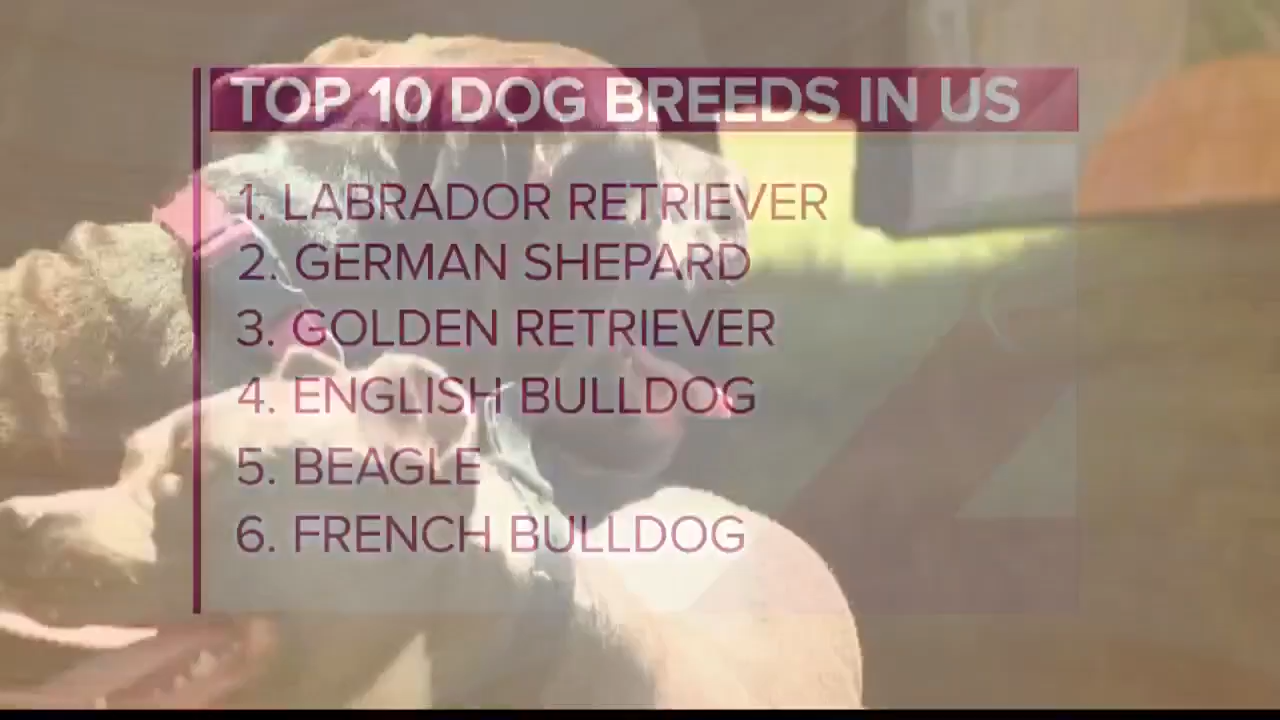 TOP 10 DOG BREEDS IN US
1. LABRADOR RETRIEVER
2. GERMAN SHEPARD
3. GOLDEN RETRIEVER
4. ENGLISH BULLDOG
5. BEAGLE
6. FRENCH BULLDOG